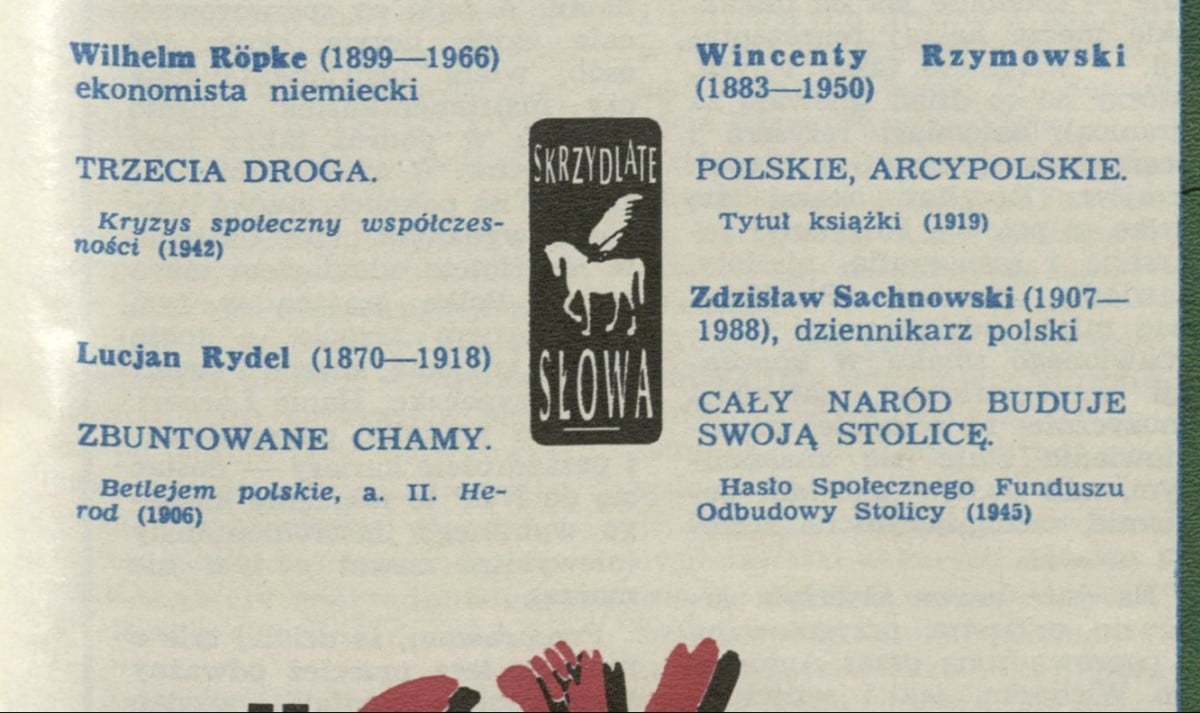 Wilhelm Röpke (1899—1966)
ekonomista niemiecki
TRZECIA DROGA.
Kryzys społeczny współczes-
ności (1942)
Lucjan Rydel (1870—1918)
ZBUNTOWANE CHAMY.
Betlejem polskie, a. II. He-
rod (1906)
SKRZYDLATE
SŁOWA
Wincenty Rzymowski
(1883—1950)
POLSKIE, ARCYPOLSKIE.
Tytuł książki (1919)
Zdzisław Sachnowski (1907—
1988), dziennikarz polski
CAŁY NARÓD BUDUJE
SWOJĄ STOLICĘ.
Hasło Społecznego Funduszu
Odbudowy Stolicy (1945)